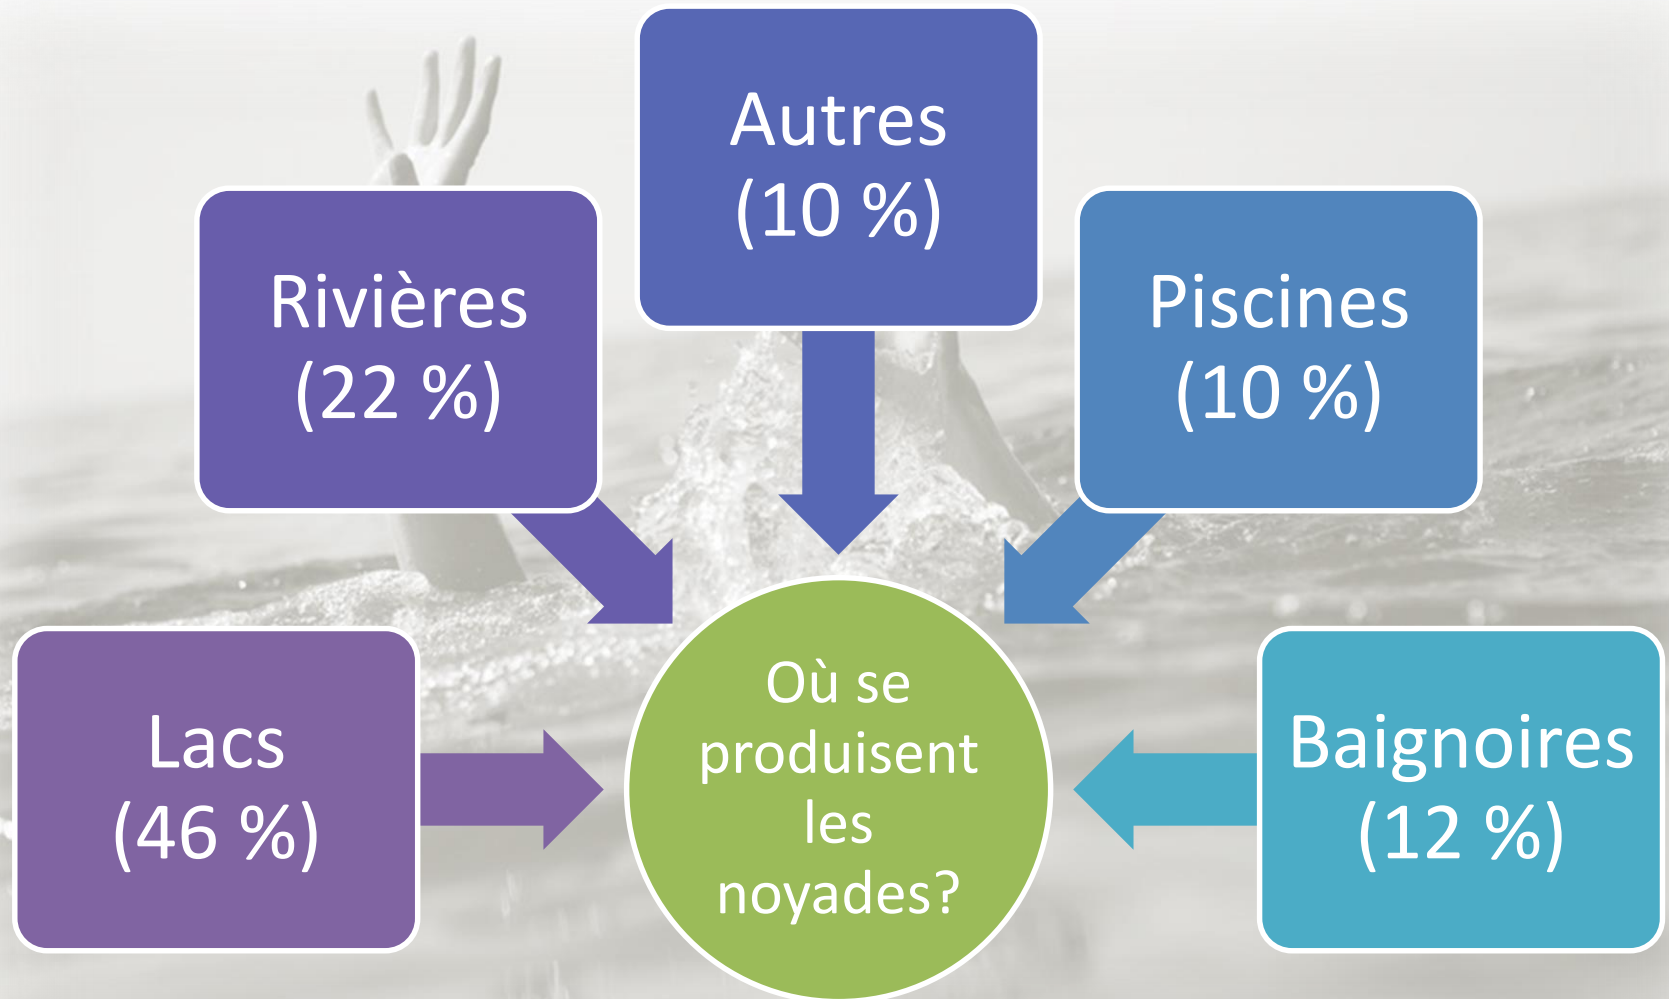 Autres
(10 %)
Rivières
(22 %)
Piscines
(10 %)
Lacs
(46 %)
Où se
produisent
les
noyades?
Baignoires
(12 %)